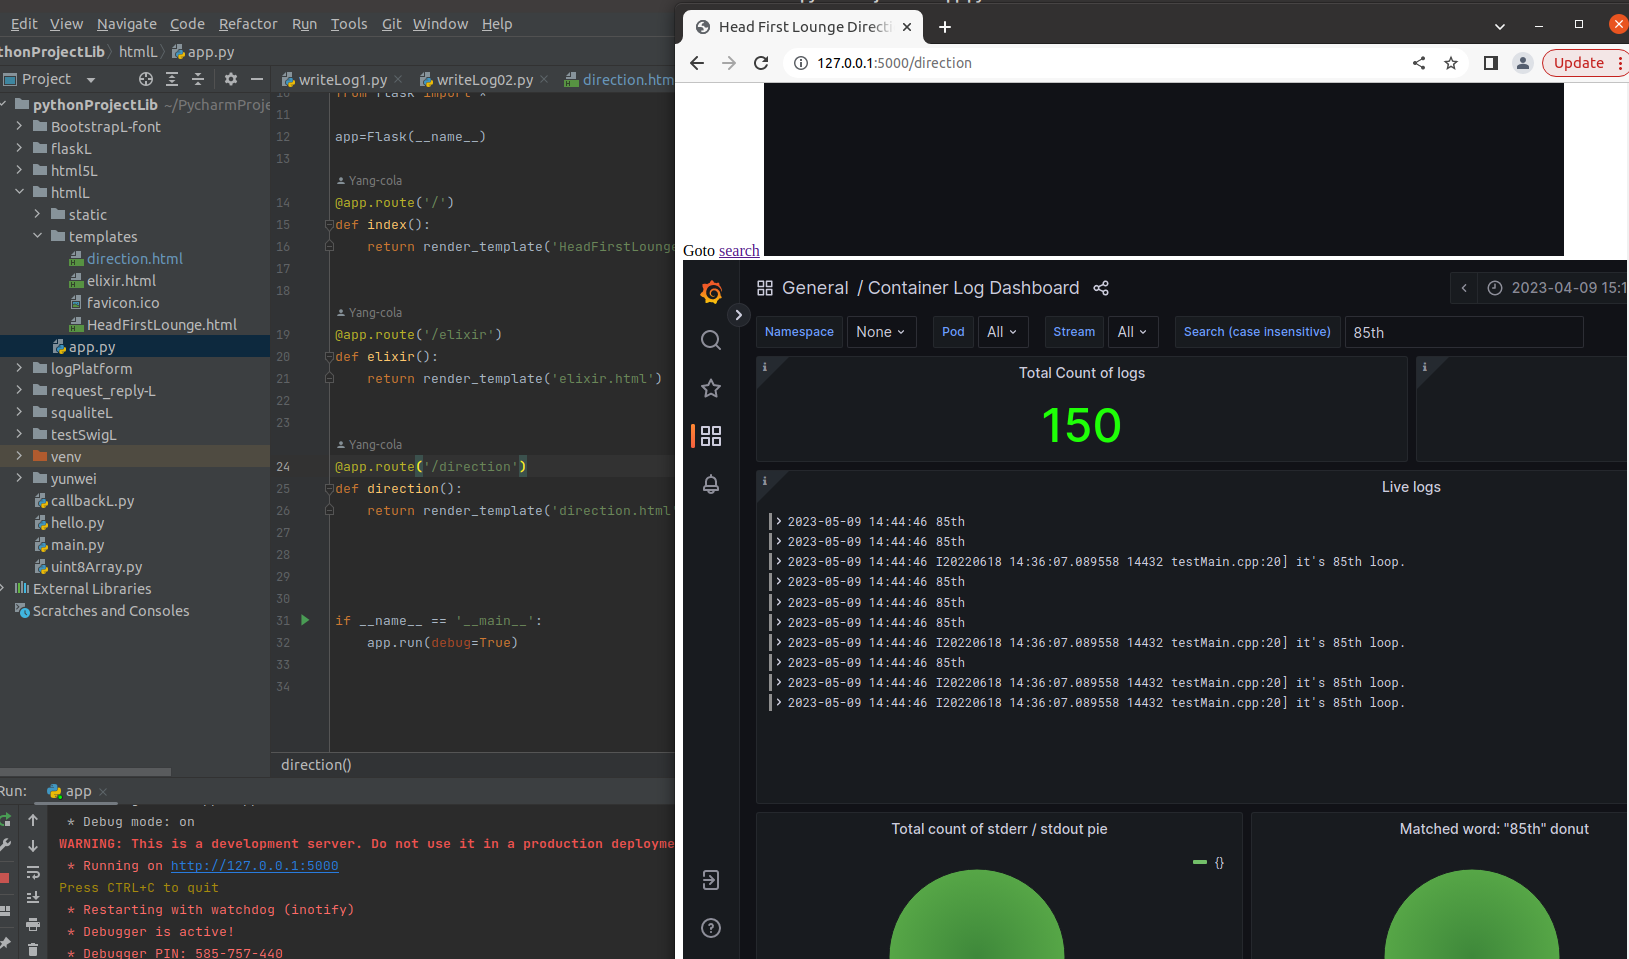 Edit View Navigate Code Refactor Run Tools Git Window Help
thonProjectLib htmlL app.py
Project
writeLog1.py writeLog02.py direction.htm
pythonProjectLib ~/PycharmProje
BootstrapL-font
flaskL
html5L
htmlL
static
templates
direction.html
elixir.html
favicon.ico
HeadFirstLounge.html
app.py
logPlatform
request_reply-L
squaliteL
testSwigL
venv
yunwei
callbackL.py
hello.py
main.py
uint8Array.py
External Libraries
Scratches and Consoles
10 from flask import *
11
12 app=Flask(__name__)
13
Yang-cola
14 @app.route('/')
15 def index():
16 return render_template('HeadFirstLounge
17
18
Yang-cola
19 @app.route('/elixir')
20 def elixir():
21 return render_template('elixir.html')
22
23
Yang-cola
24 @app.route('/direction')
25 def direction():
26 return render_template('direction.html'
27
28
29
30
31 if __name__ == '__main__':
32 app.run(debug=True)
33
34
direction()
Run: app
* Debug mode: on
WARNING: This is a development server. Do not use it in a production deployme
* Running on http://127.0.0.1:5000
Press CTRL+C to quit
* Restarting with watchdog (inotify)
* Debugger is active!
* Debugger PIN: 585-757-440
Head First Lounge Directi
127.0.0.1:5000/direction
Update
Goto search
General / Container Log Dashboard
2023-04-09 15:1
Namespace None Pod All Stream All Search (case insensitive) 85th
Total Count of logs
150
Live logs
2023-05-09 14:44:46 85th
2023-05-09 14:44:46 85th
2023-05-09 14:44:46 I20220618 14:36:07.089558 14432 testMain.cpp:20] it's 85th loop.
2023-05-09 14:44:46 85th
2023-05-09 14:44:46 85th
2023-05-09 14:44:46 85th
2023-05-09 14:44:46 I20220618 14:36:07.089558 14432 testMain.cpp:20] it's 85th loop.
2023-05-09 14:44:46 85th
2023-05-09 14:44:46 I20220618 14:36:07.089558 14432 testMain.cpp:20] it's 85th loop.
2023-05-09 14:44:46 I20220618 14:36:07.089558 14432 testMain.cpp:20] it's 85th loop.
Total count of stderr / stdout pie
{}
Matched word: "85th" donut